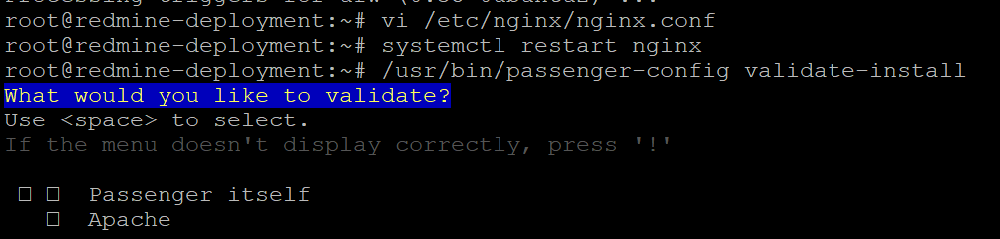 root@redmine-deployment:~# vi /etc/nginx/nginx.conf
root@redmine-deployment:~# systemctl restart nginx
root@redmine-deployment:~# /usr/bin/passenger-config validate-install
What would you like to validate?
Use <space> to select.
If the menu doesn't display correctly, press '!'
□ □ Passenger itself
□ Apache